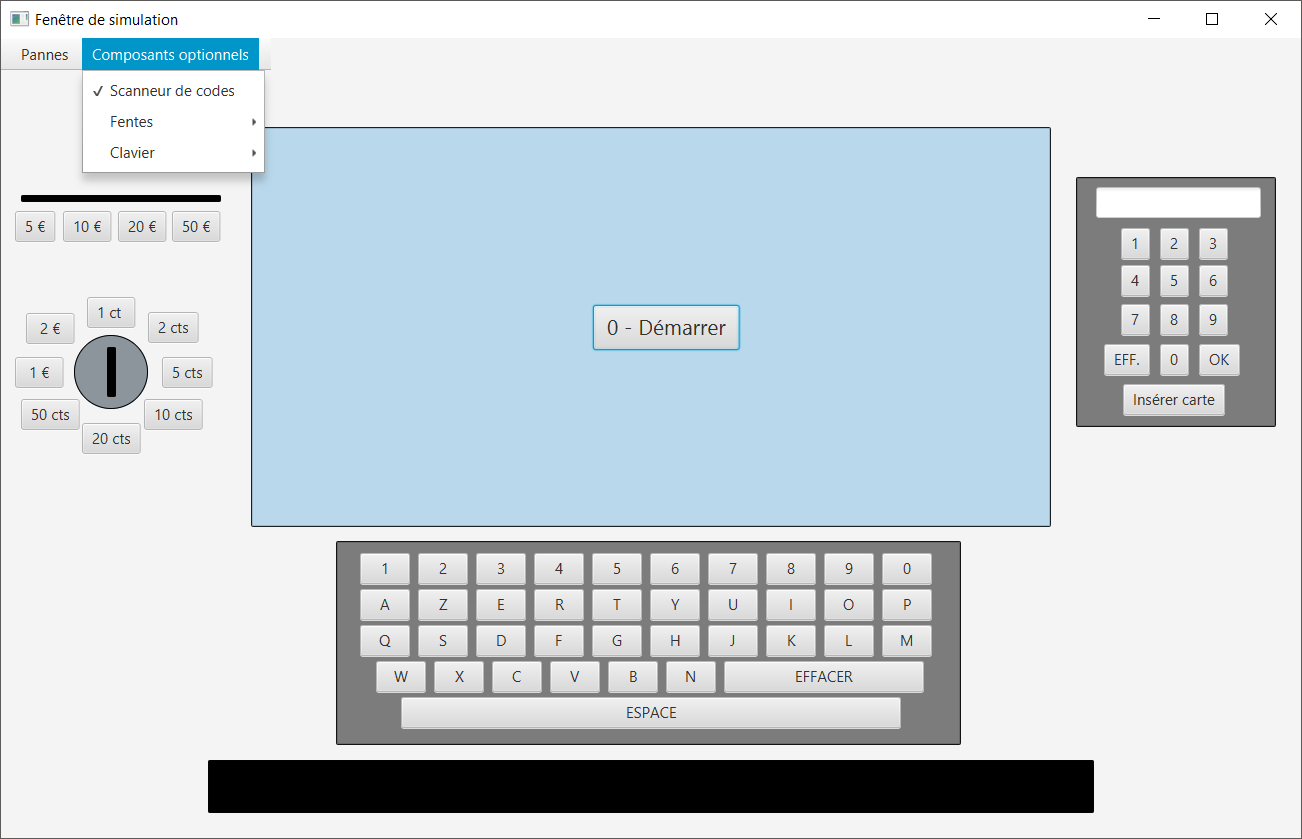 Fenêtre de simulation
Pannes Composants optionnels
✓ Scanneur de codes
Fentes
Clavier
5 € 10 € 20 € 50 €
1 ct
2 € 2 cts
1 € 5 cts
50 cts 10 cts
20 cts
0 - Démarrer
1 2 3
4 5 6
7 8 9
EFF. 0 OK
Insérer carte
1 2 3 4 5 6 7 8 9 0
A Z E R T Y U I O P
Q S D F G H J K L M
W X C V B N EFFACER
ESPACE